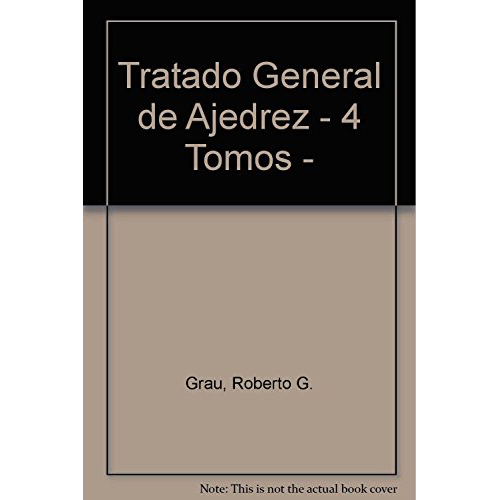 Tratado General
de Ajedrez - 4
Tomos -
Grau, Roberto G.
Note: This is not the actual book cover